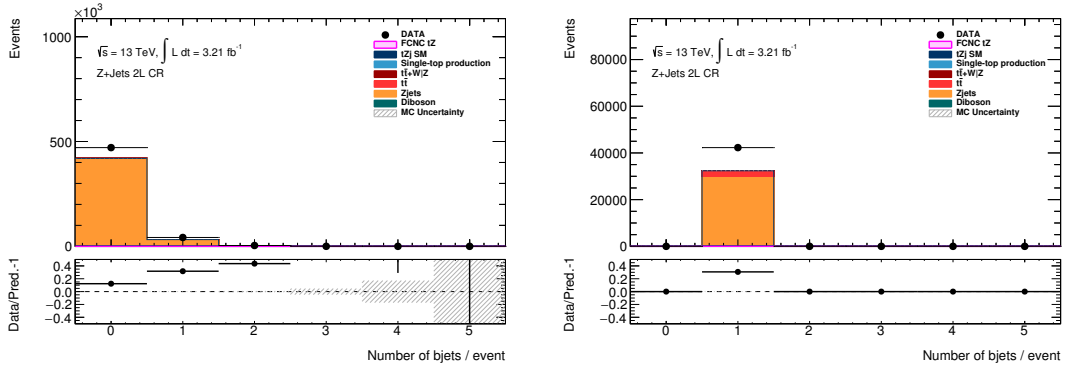 ×10³
Events
1000
500
0
√s = 13 TeV, ∫ L dt = 3.21 fb⁻¹
Z+Jets 2L CR
DATA
FCNC tZ
tZj SM
Single-top production
tt̄+W|Z
tt̄
Zjets
Diboson
MC Uncertainty
Data/Pred.-1
0.4
0.2
0.0
−0.2
−0.4
0 1 2 3 4 5
Number of bjets / event
Events
80000
60000
40000
20000
0
√s = 13 TeV, ∫ L dt = 3.21 fb⁻¹
Z+Jets 2L CR
DATA
FCNC tZ
tZj SM
Single-top production
tt̄+W|Z
tt̄
Zjets
Diboson
MC Uncertainty
Data/Pred.-1
0.4
0.2
0.0
−0.2
−0.4
0 1 2 3 4 5
Number of bjets / event